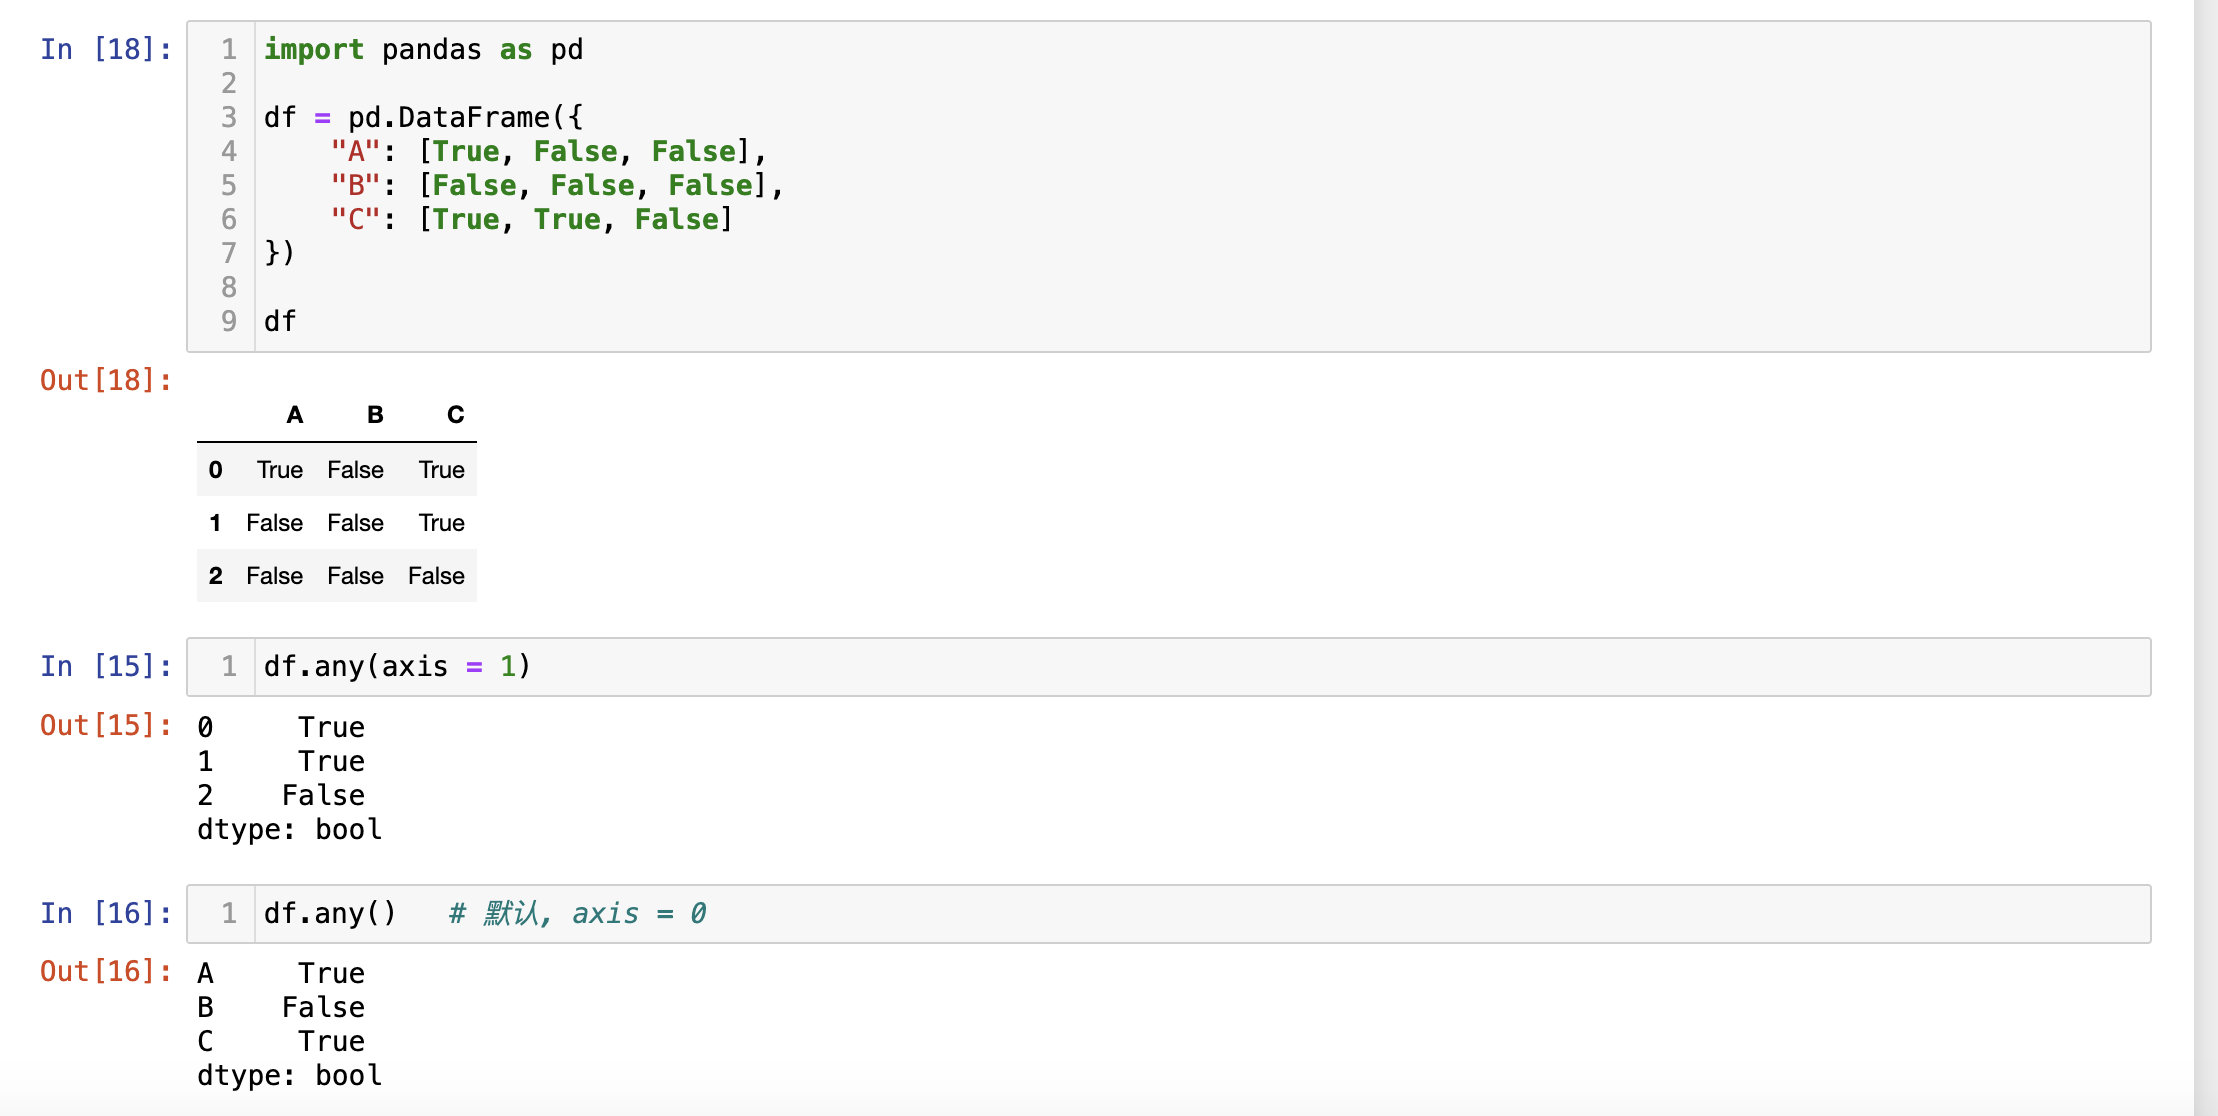 In [18]:
1 import pandas as pd
2
3 df = pd.DataFrame({
4     "A": [True, False, False],
5     "B": [False, False, False],
6     "C": [True, True, False]
7 })
8
9 df
Out[18]:
A B C
0 True False True
1 False False True
2 False False False
In [15]: 1 df.any(axis = 1)
Out[15]: 0 True
1 True
2 False
dtype: bool
In [16]: 1 df.any()   # 默认, axis = 0
Out[16]: A True
B False
C True
dtype: bool